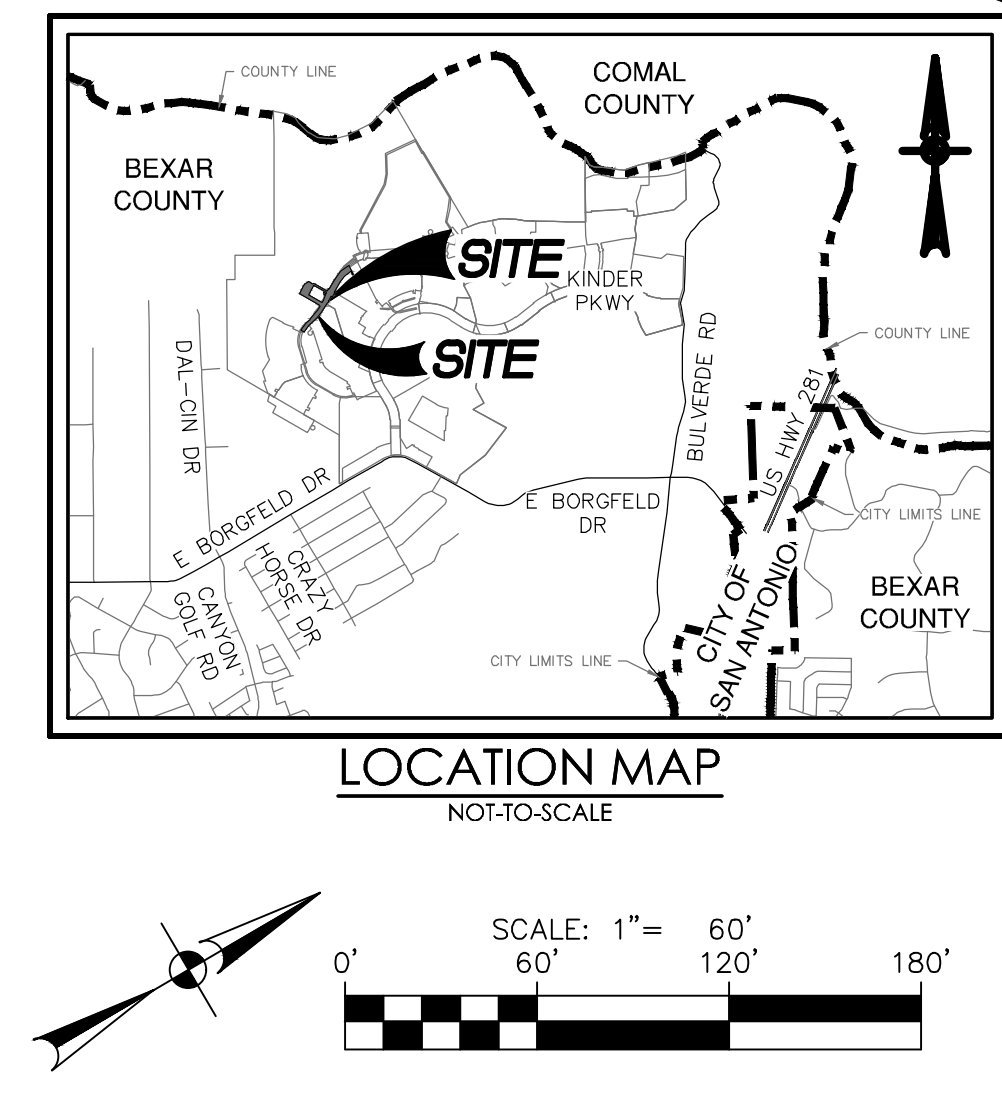 COUNTY LINE
COMAL
COUNTY
BEXAR
COUNTY
SITE
KINDER
PKWY
SITE
COUNTY LINE
DAL-CIN DR
BULVERDE RD
US HWY 281
E BORGFELD DR
E BORGFELD
DR
CITY LIMITS LINE
CRAZY
HORSE DR
CANYON
GOLF RD
CITY OF
SAN ANTONIO
BEXAR
COUNTY
CITY LIMITS LINE
LOCATION MAP
NOT-TO-SCALE
SCALE: 1"= 60'
0' 60' 120' 180'